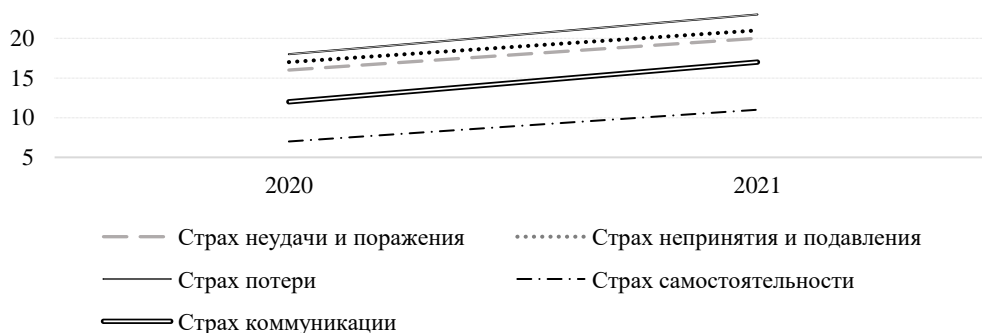 20
15
10
5
2020 2021
Страх неудачи и поражения Страх непринятия и подавления
Страх потери Страх самостоятельности
Страх коммуникации